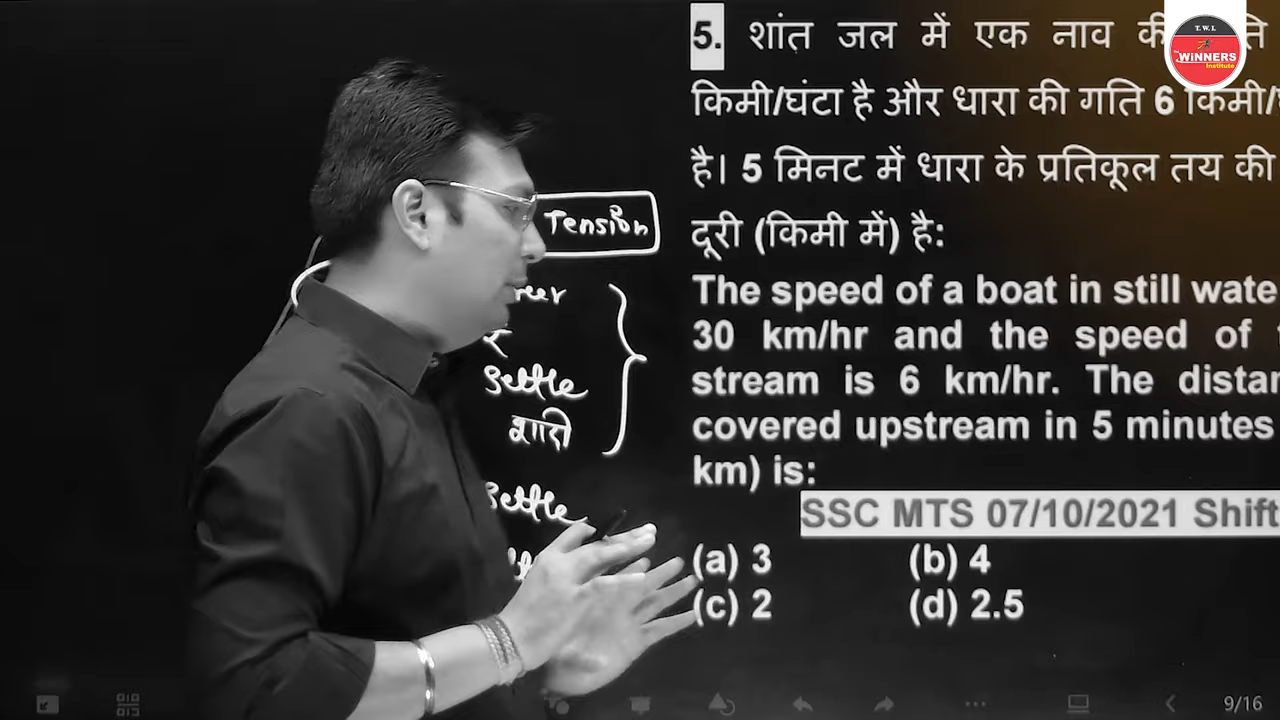 T.W.I.
WINNERS
Institute
5. शांत जल में एक नाव की
किमी/घंटा है और धारा की गति 6 किमी/
है। 5 मिनट में धारा के प्रतिकूल तय की
दूरी (किमी में) है:
The speed of a boat in still wate
30 km/hr and the speed of
stream is 6 km/hr. The distan
covered upstream in 5 minutes
km) is:
SSC MTS 07/10/2021 Shift
(a) 3 (b) 4
(c) 2 (d) 2.5
Tension
Settle
शादी
Settle
9/16